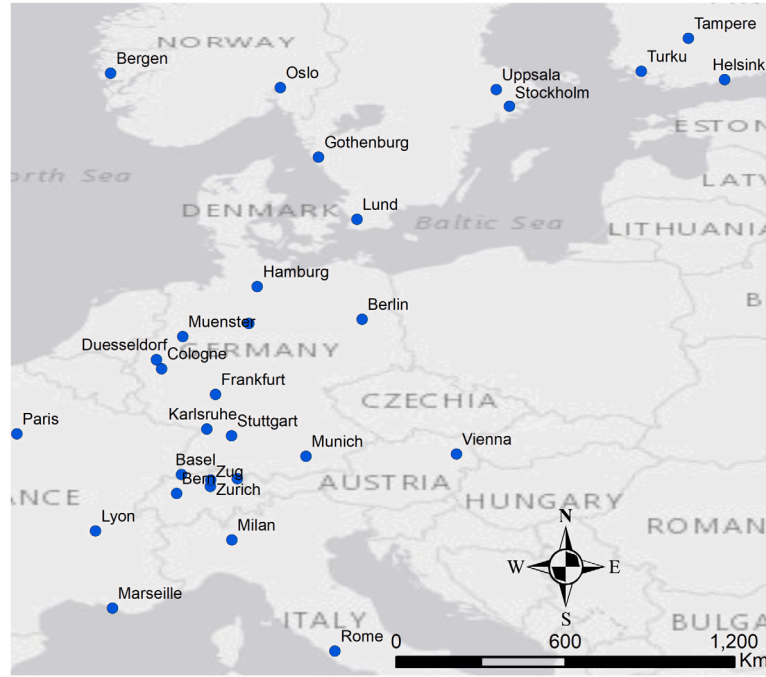 Tampere
NORWAY
Bergen
Turku
Oslo
Helsink
Uppsala
Stockholm
ESTON
Gothenburg
orth Sea
LATV
DENMARK
Lund
Baltic Sea
LITHUANIA
Hamburg
B
Berlin
Muenster
Duesseldorf
GERMANY
Cologne
Frankfurt
CZECHIA
Karlsruhe
Stuttgart
Paris
Munich
Vienna
Basel
Zug
Bern
AUSTRIA
Zurich
ANCE
HUNGARY
Lyon
N
Milan
ROMAN
W
E
Marseille
S
ITALY
BULGA
Rome
0
600
1,200
Km